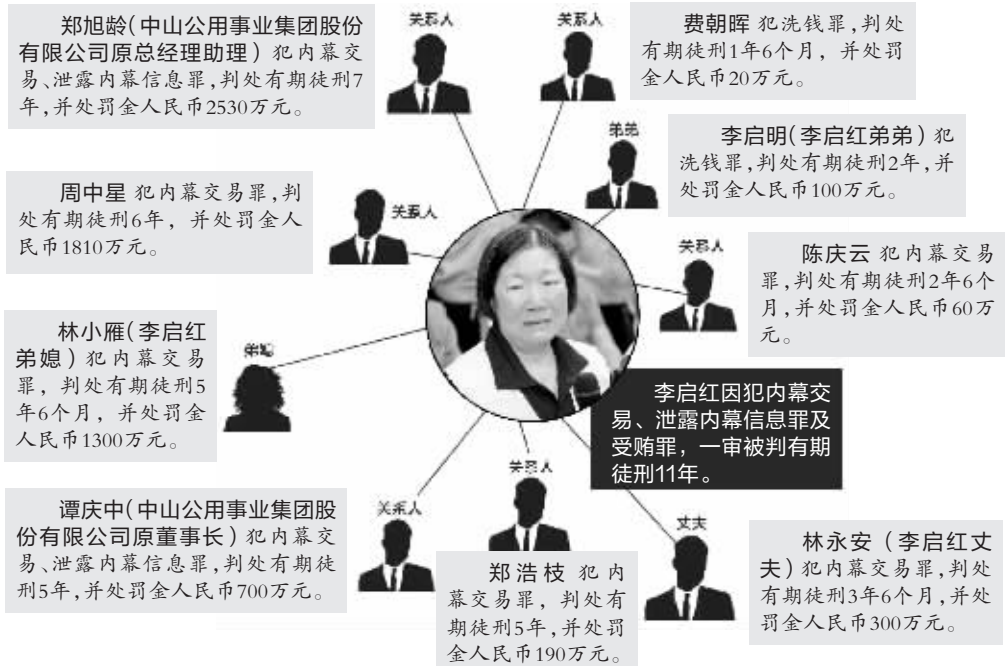 郑旭龄(中山公用事业集团股份
有限公司原总经理助理)犯内幕交
易、泄露内幕信息罪,判处有期徒刑7
年,并处罚金人民币2530万元。
关系人
关系人
费朝晖 犯洗钱罪,判处
有期徒刑1年6个月，并处罚
金人民币20万元。
弟弟
李启明(李启红弟弟)犯
洗钱罪,判处有期徒刑2年,并
处罚金人民币100万元。
周中星 犯内幕交易罪,判
处有期徒刑6年，并处罚金人
民币1810万元。
关系人
关系人
陈庆云 犯内幕交易
罪,判处有期徒刑2年6个
月，并处罚金人民币60万
元。
林小雁(李启红
弟媳)犯内幕交易
罪，判处有期徒刑5
年6个月，并处罚金
人民币1300万元。
弟媳
李启红因犯内幕交
易、泄露内幕信息罪及
受贿罪，一审被判有期
徒刑11年。
谭庆中(中山公用事业集团股
份有限公司原董事长)犯内幕交
易、泄露内幕信息罪,判处有期徒
刑5年,并处罚金人民币700万元。
关系人
关系人
郑浩枝 犯内
幕交易罪，判处有
期徒刑5年,并处罚
金人民币190万元。
丈夫
林永安（李启红丈
夫)犯内幕交易罪,判处
有期徒刑3年6个月,并处
罚金人民币300万元。